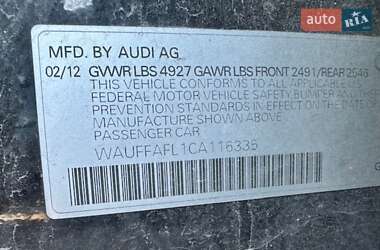 auto RIA
MFD. BY AUDI AG
02/12 GVWR LBS 4927 GAWR LBS FRONT 2491/REAR 2546
THIS VEHICLE CONFORMS TO ALL APPLICABLE
FEDERAL MOTOR VEHICLE SAFETY BUMPER AND
PREVENTION STANDARDS IN EFFECT ON THE
MANUFACTURE SHOWN ABOVE
PASSENGER CAR
WAUFFAFL1CA116335